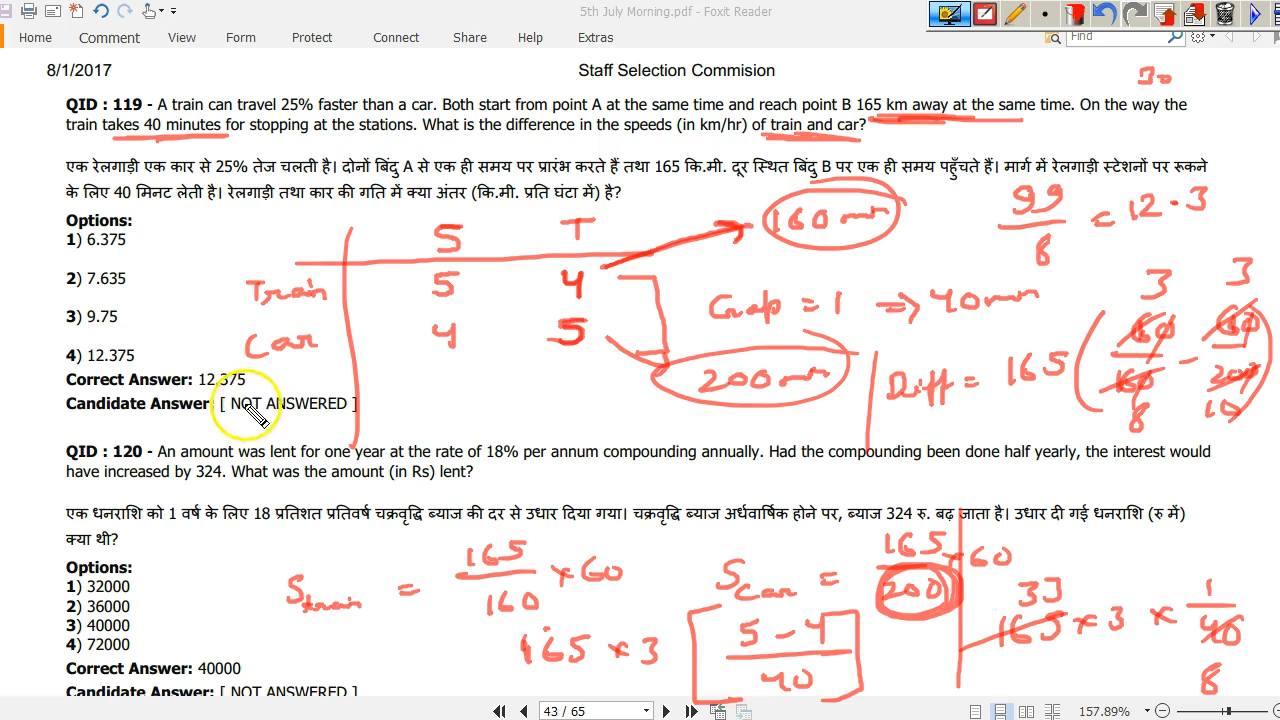 5th July Morning.pdf - Foxit Reader
Home Comment View Form Protect Connect Share Help Extras
Find
8/1/2017 Staff Selection Commision
30
QID : 119 - A train can travel 25% faster than a car. Both start from point A at the same time and reach point B 165 km away at the same time. On the way the
train takes 40 minutes for stopping at the stations. What is the difference in the speeds (in km/hr) of train and car?
एक रेलगाड़ी एक कार से 25% तेज चलती है। दोनों बिंदु A से एक ही समय पर प्रारंभ करते हैं तथा 165 कि.मी. दूर स्थित बिंदु B पर एक ही समय पहुँचते हैं। मार्ग में रेलगाड़ी स्टेशनों पर रूकने
के लिए 40 मिनट लेती है। रेलगाड़ी तथा कार की गति में क्या अंतर (कि.मी. प्रति घंटा में) है?
Options:
1) 6.375
2) 7.635
3) 9.75
4) 12.375
Correct Answer: 12.375
Candidate Answer: [ NOT ANSWERED ]
S T
Train 5 4
Car 4 5
160 min
200 min
Gap = 1 ⇒ 40 min
99/8 = 12.3
Diff = 165 (60/160 - 60/200)
3 3
8 10
QID : 120 - An amount was lent for one year at the rate of 18% per annum compounding annually. Had the compounding been done half yearly, the interest would
have increased by 324. What was the amount (in Rs) lent?
एक धनराशि को 1 वर्ष के लिए 18 प्रतिशत प्रतिवर्ष चक्रवृद्धि ब्याज की दर से उधार दिया गया। चक्रवृद्धि ब्याज अर्धवार्षिक होने पर, ब्याज 324 रु. बढ़ जाता है। उधार दी गई धनराशि (रु में)
क्या थी?
Options:
1) 32000
2) 36000
3) 40000
4) 72000
Correct Answer: 40000
Candidate Answer: [ NOT ANSWERED ]
S train = 165/160 × 60
S car = 165/200 × 60
165 × 3 [5 - 4/40]
33
165 × 3 × 1/40
8
43 / 65
157.89%